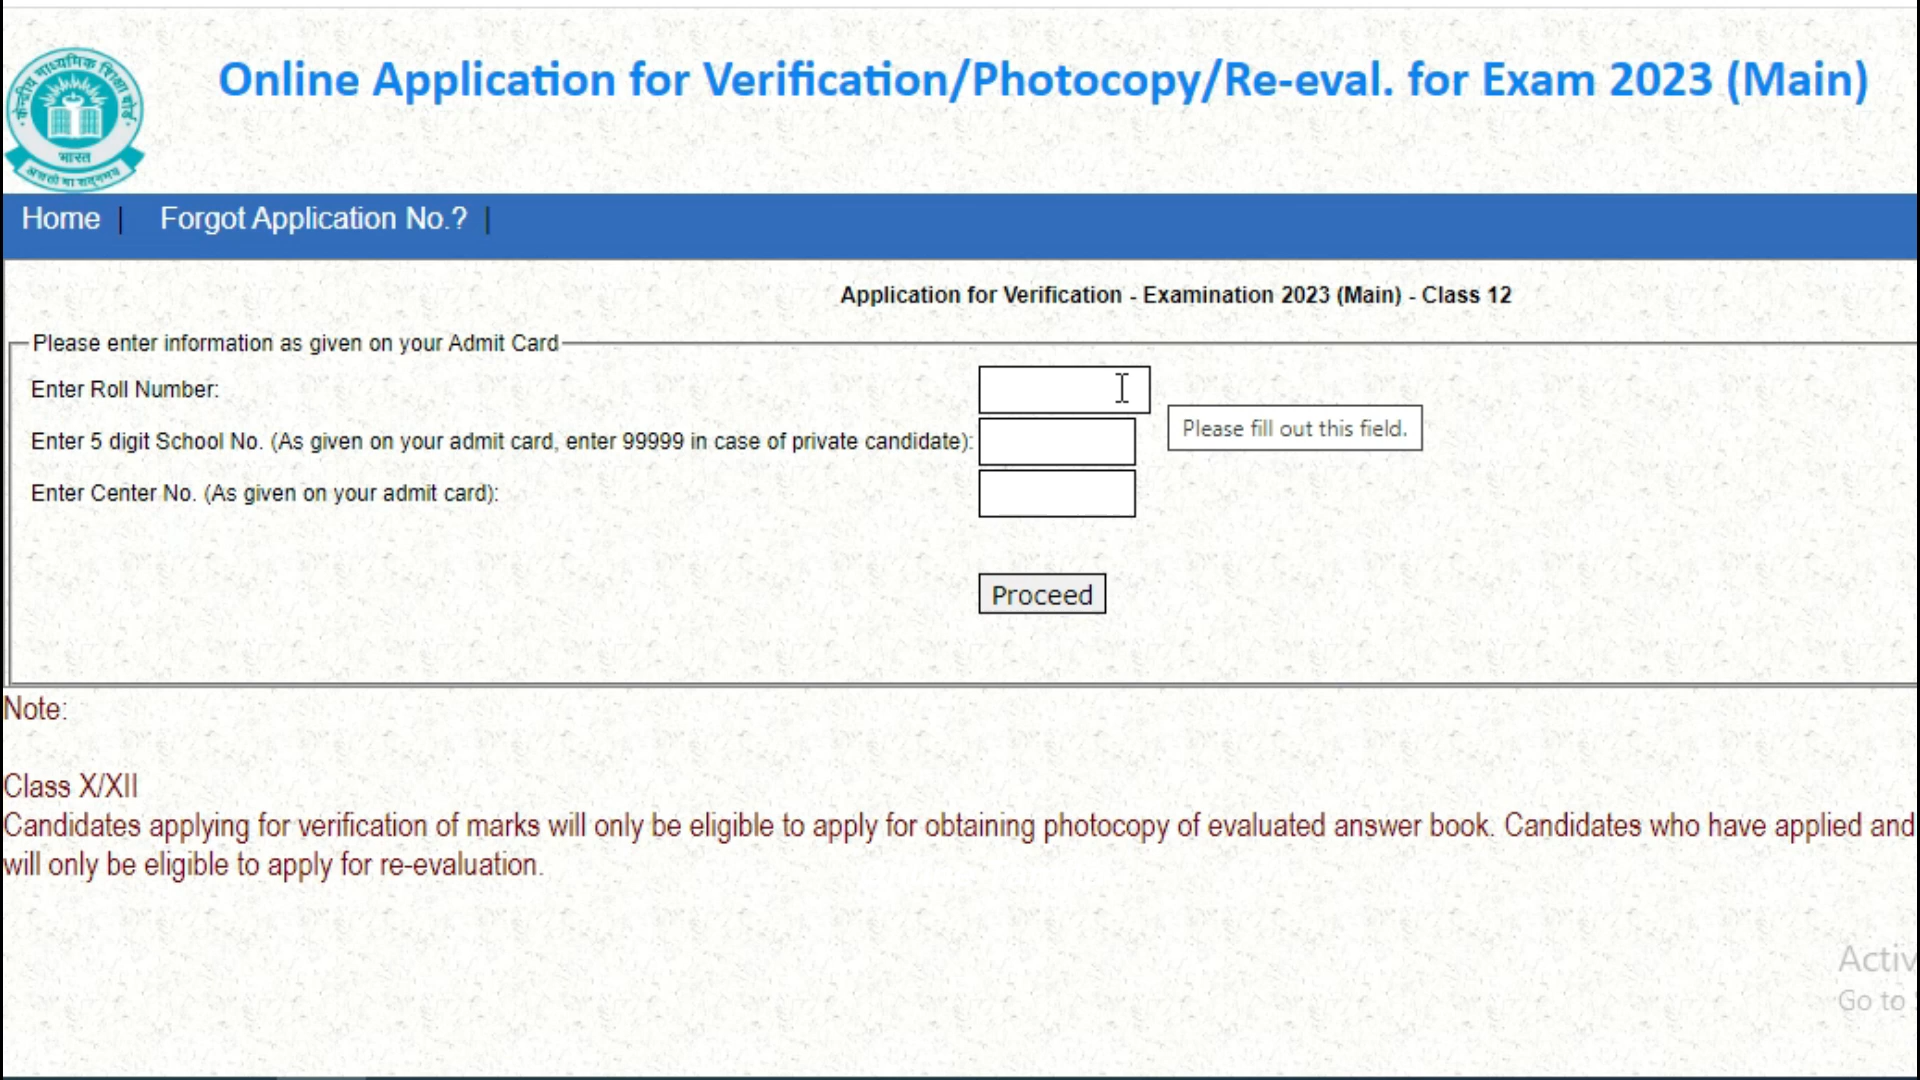 केन्द्रीय माध्यमिक शिक्षा बोर्ड
भारत
असतो मा सद्गमय
Online Application for Verification/Photocopy/Re-eval. for Exam 2023 (Main)
Home | Forgot Application No.? |
Application for Verification - Examination 2023 (Main) - Class 12
Please enter information as given on your Admit Card
Enter Roll Number:
Please fill out this field.
Enter 5 digit School No. (As given on your admit card, enter 99999 in case of private candidate):
Enter Center No. (As given on your admit card):
Proceed
Note:
Class X/XII
Candidates applying for verification of marks will only be eligible to apply for obtaining photocopy of evaluated answer book. Candidates who have applied and
will only be eligible to apply for re-evaluation.
Activ
Go to